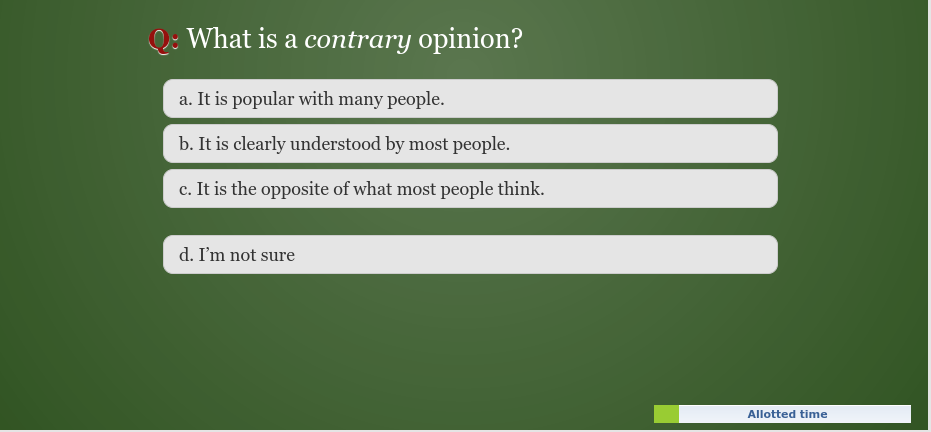 Q: What is a contrary opinion?
a. It is popular with many people.
b. It is clearly understood by most people.
c. It is the opposite of what most people think.
d. I’m not sure
Allotted time